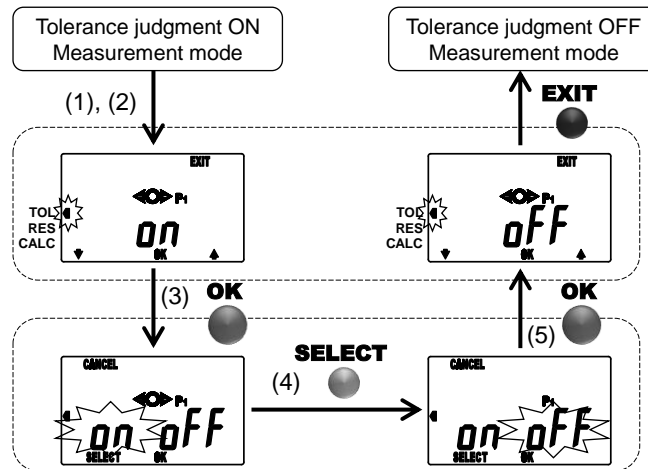 Tolerance judgment ON
Measurement mode
Tolerance judgment OFF
Measurement mode
(1), (2)
EXIT
EXIT
P1
TOL
RES
CALC
on
OK
EXIT
P1
TOL
RES
CALC
oFF
OK
(3)
OK
(5)
OK
CANCEL
P1
on oFF
SELECT
OK
(4)
SELECT
CANCEL
P1
on oFF
SELECT
OK